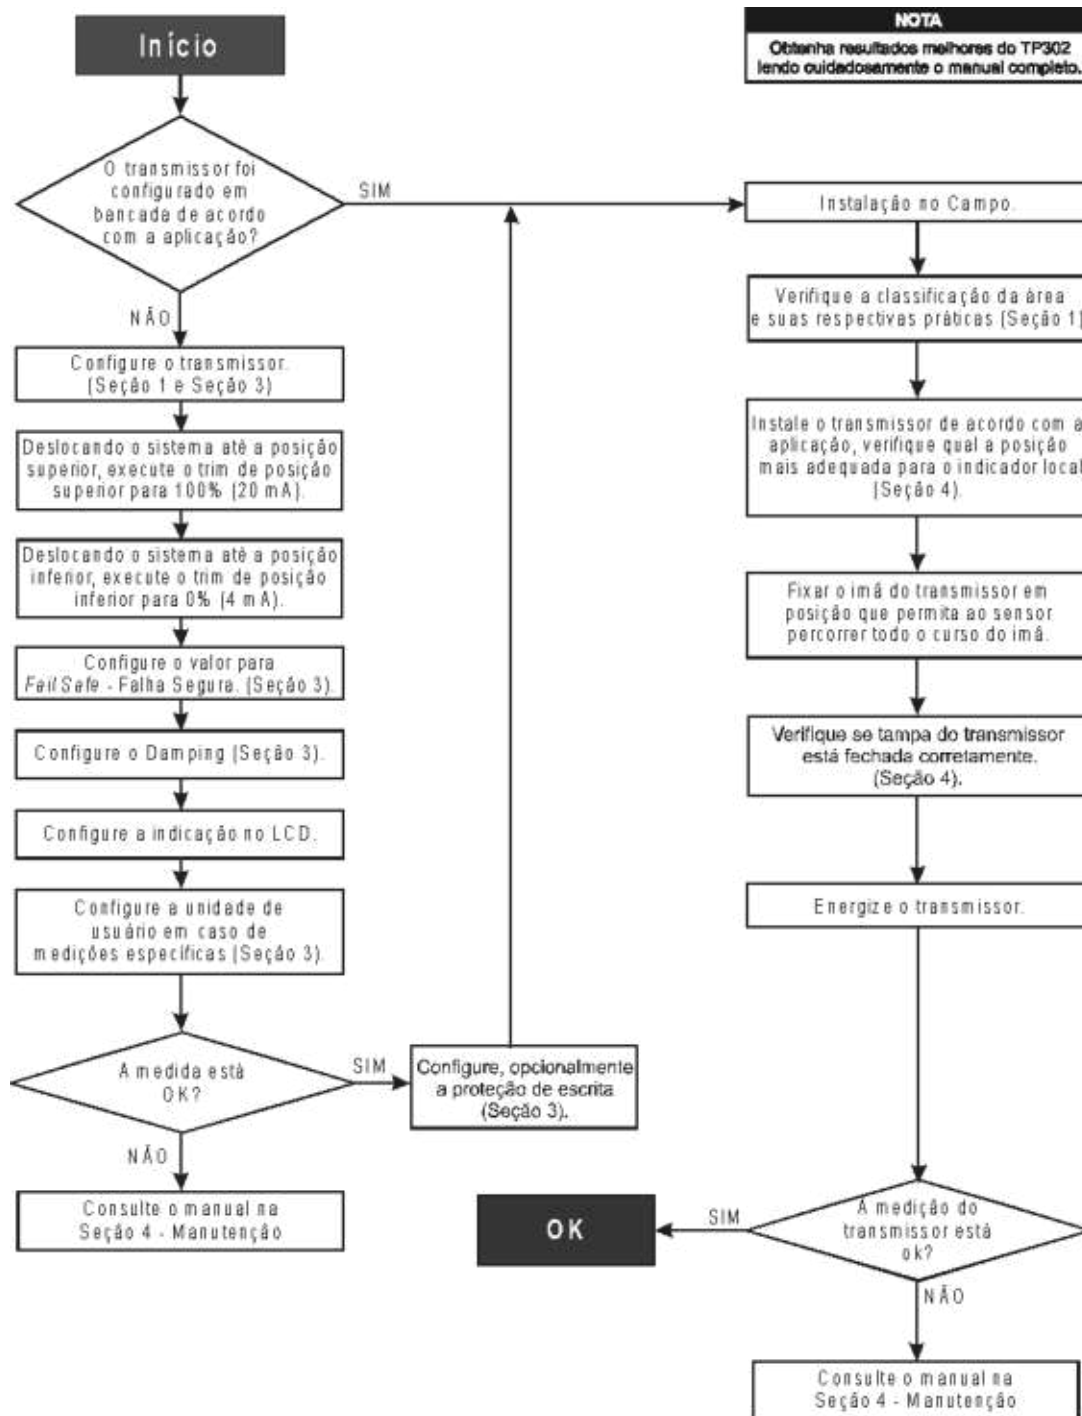 Início
O transmissor foi
configurado em
bancada de acordo
com a aplicação?
SIM
NÃO
Configure o transmissor.
(Seção 1 e Seção 3)
Deslocando o sistema até a posição
superior, execute o trim de posição
superior para 100% (20 mA).
Deslocando o sistema até a posição
inferior, execute o trim de posição
inferior para 0% (4 mA).
Configure o valor para
Fail Safe - Falha Segura. (Seção 3).
Configure o Damping (Seção 3).
Configure a indicação no LCD.
Configure a unidade de
usuário em caso de
medições específicas (Seção 3).
A medida está
OK?
SIM
NÃO
Configure, opcionalmente
a proteção de escrita
(Seção 3).
Consulte o manual na
Seção 4 - Manutenção
NOTA
Obtenha resultados melhores do TP302
lendo cuidadosamente o manual completo.
Instalação no Campo.
Verifique a classificação da área
e suas respectivas práticas (Seção 1)
Instale o transmissor de acordo com a
aplicação, verifique qual a posição
mais adequada para o indicador local
(Seção 4).
Fixar o imã do transmissor em
posição que permita ao sensor
percorrer todo o curso do imã.
Verifique se tampa do transmissor
está fechada corretamente.
(Seção 4).
Energize o transmissor.
A medição do
transmissor está
ok?
SIM
OK
NÃO
Consulte o manual na
Seção 4 - Manutenção